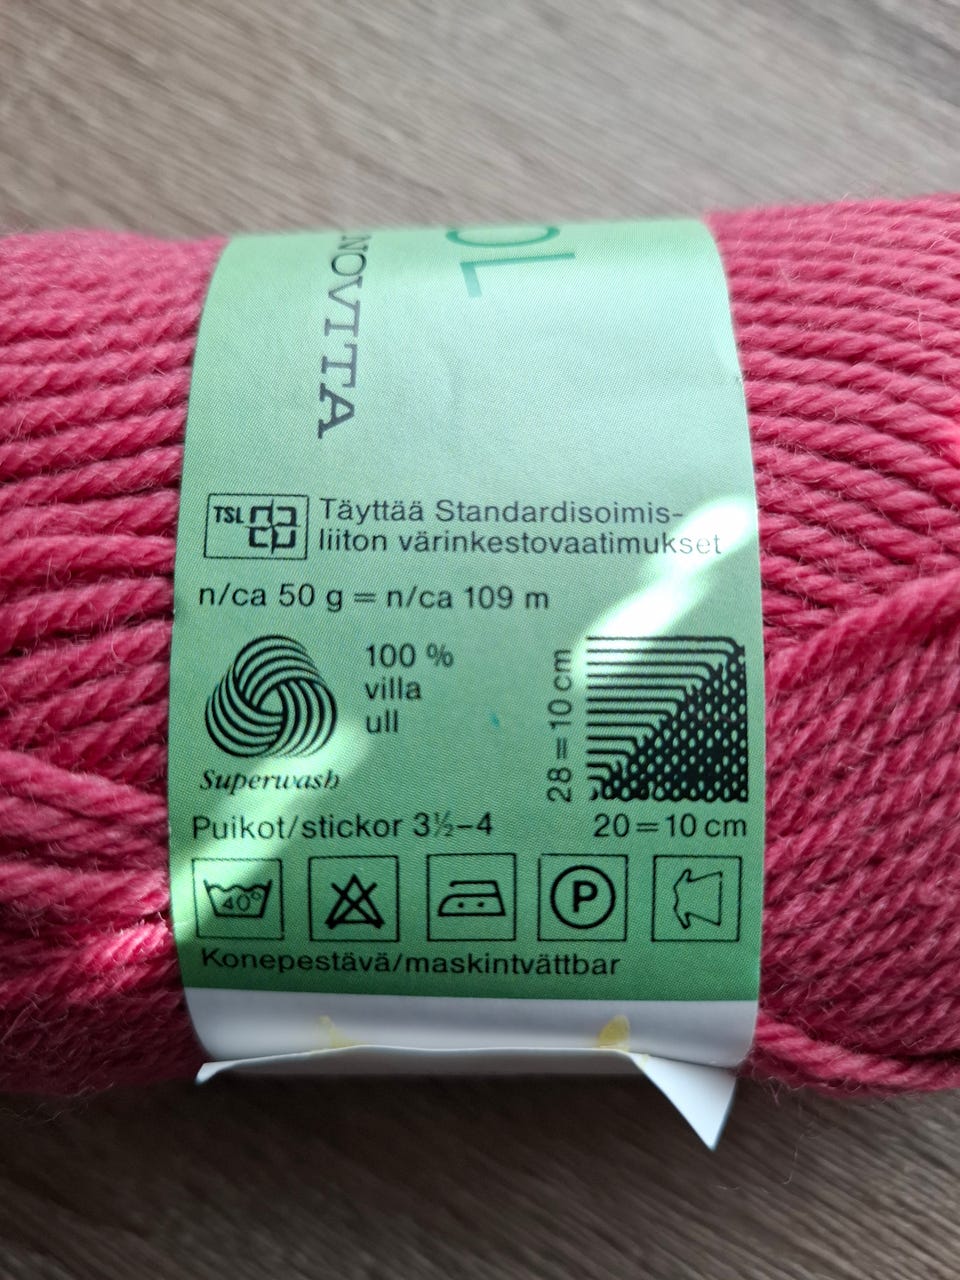 NOVITA
TSL
Täyttää Standardisoimis-
liiton värinkestovaatimukset
n/ca 50 g = n/ca 109 m
100 %
villa
ull
Superwash
28 = 10 cm
20 = 10 cm
Puikot/stickor 3½-4
40°
P
Konepestävä/maskintvättbar